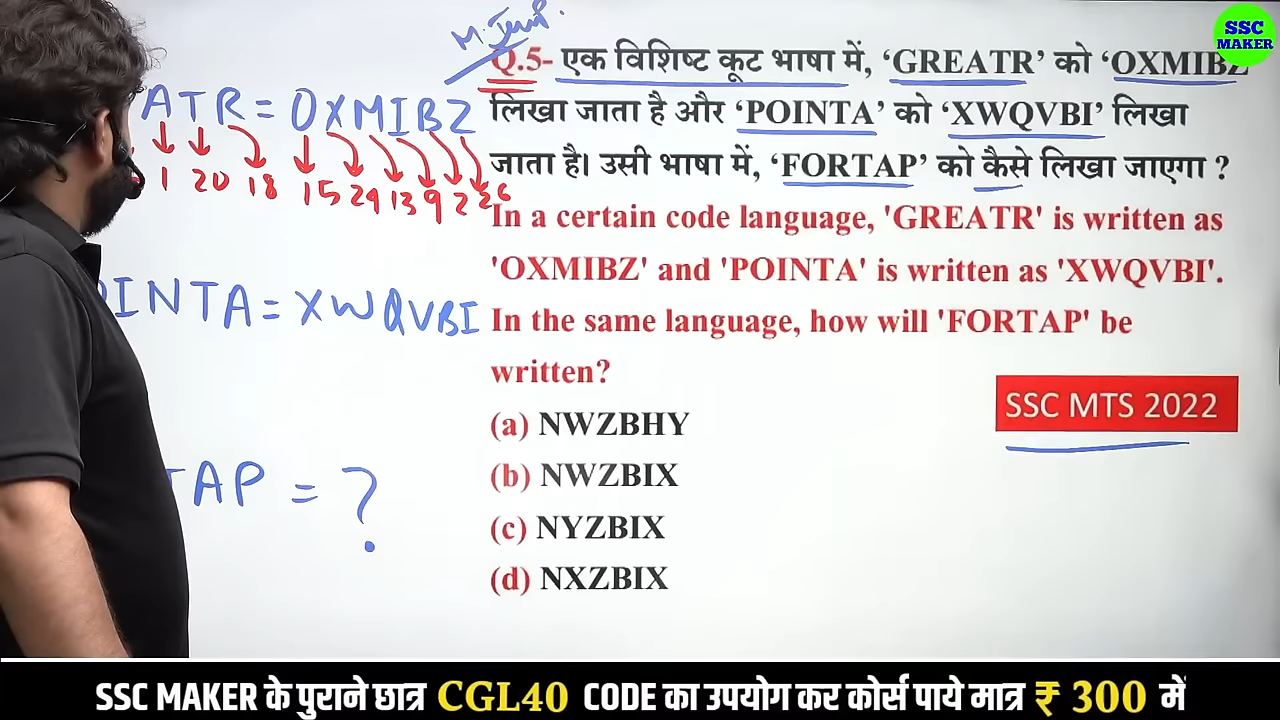 SSC
MAKER
Q.5- एक विशिष्ट कूट भाषा में, ‘GREATR’ को ‘OXMIBZ’
लिखा जाता है और ‘POINTA’ को ‘XWQVBI’ लिखा
जाता है। उसी भाषा में, ‘FORTAP’ को कैसे लिखा जाएगा ?
In a certain code language, 'GREATR' is written as
'OXMIBZ' and 'POINTA' is written as 'XWQVBI'.
In the same language, how will 'FORTAP' be
written?
SSC MTS 2022
(a) NWZBHY
(b) NWZBIX
(c) NYZBIX
(d) NXZBIX
ATR = OXMIBZ
1 20 18 15 24 13 9 2 26
OINTA = XWQVBI
TAP = ?
SSC MAKER के पुराने छात्र CGL40 CODE का उपयोग कर कोर्स पाये मात्र ₹ 300 में